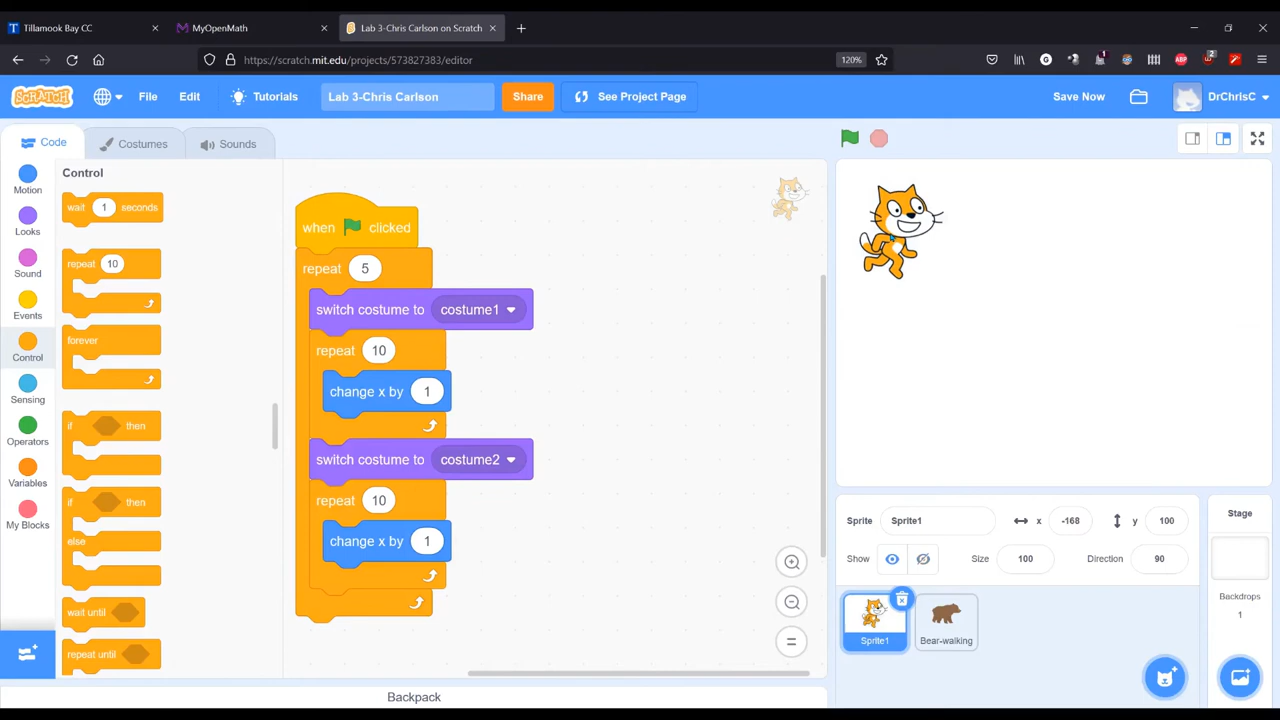 Tillamook Bay CC
MyOpenMath
Lab 3-Chris Carlson on Scratch
https://scratch.mit.edu/projects/573827383/editor
120%
1
ABP
2
SCRATCH
File
Edit
Tutorials
Lab 3-Chris Carlson
Share
See Project Page
Save Now
DrChrisC
Code
Costumes
Sounds
Motion
Looks
Sound
Events
Control
Sensing
Operators
Variables
My Blocks
Control
wait 1 seconds
repeat 10
forever
if then
if then
else
wait until
repeat until
when clicked
repeat 5
switch costume to costume1
repeat 10
change x by 1
switch costume to costume2
repeat 10
change x by 1
Backpack
Sprite Sprite1 x -168 y 100
Show Size 100 Direction 90
Sprite1
Bear-walking
Stage
Backdrops
1